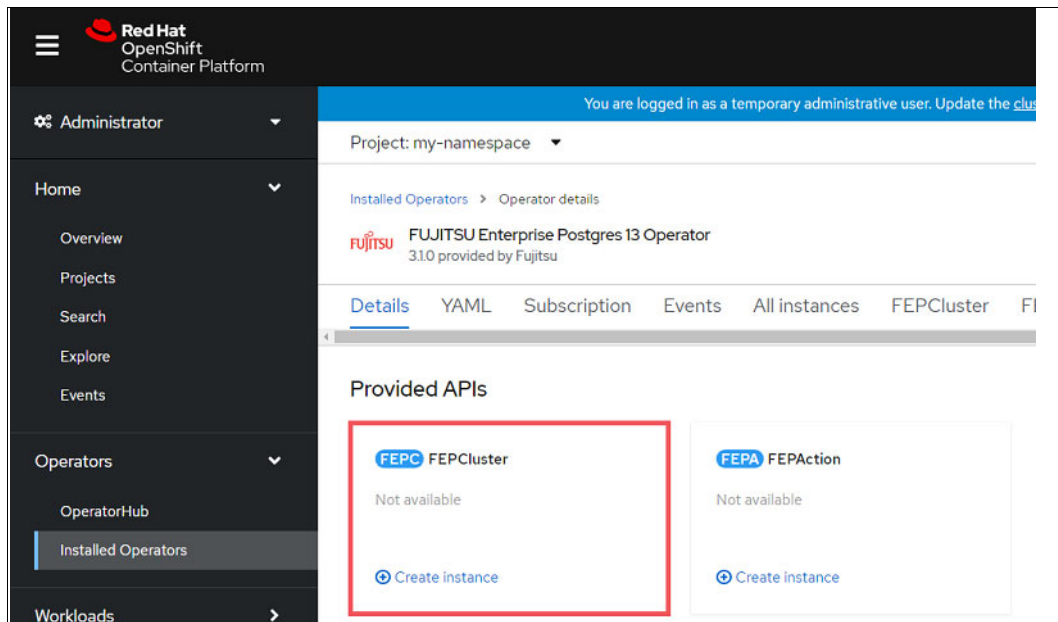 Red Hat
OpenShift
Container Platform
You are logged in as a temporary administrative user. Update the clus
Administrator
Project: my-namespace
Home
Overview
Projects
Search
Explore
Events
Operators
OperatorHub
Installed Operators
Workloads
Installed Operators > Operator details
FUJITSU
FUJITSU Enterprise Postgres 13 Operator
3.1.0 provided by Fujitsu
Details YAML Subscription Events All instances FEPCluster
Provided APIs
FEPC FEPCluster
Not available
Create instance
FEPA FEPAction
Not available
Create instance